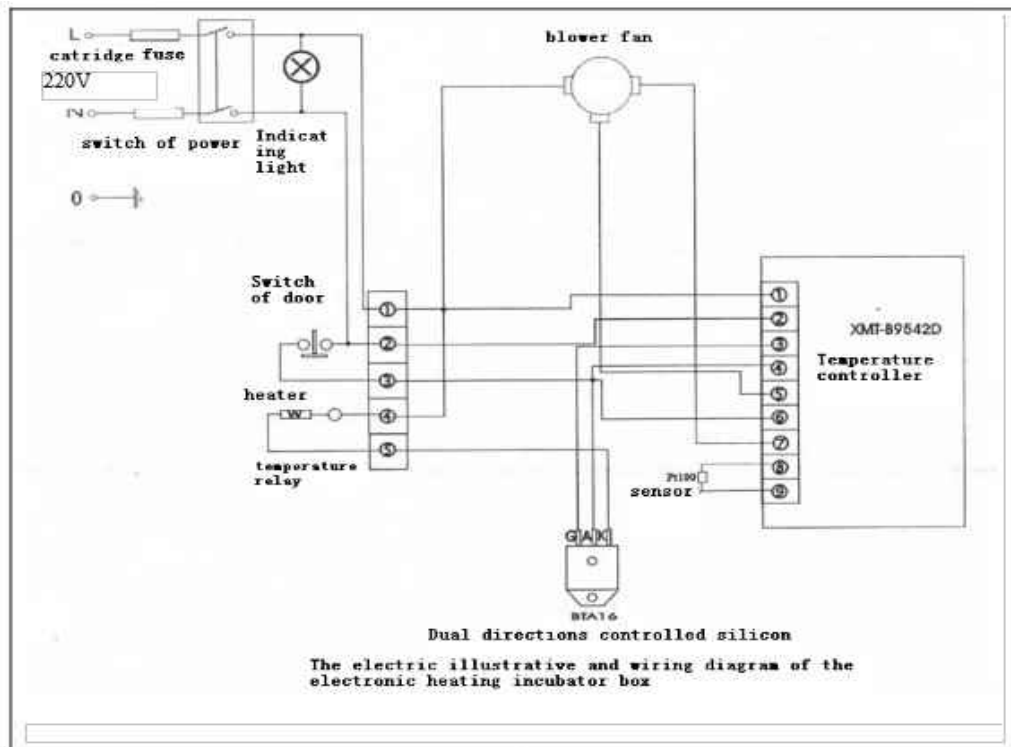 L
catridge fuse
220V
N
switch of power
Indicat
ing
light
0
blower fan
Switch
of door
heater
W
temperature
relay
①
②
③
④
⑤
①
②
③
④
⑤
⑥
⑦
⑧
⑨
XMT-B9542D
Temperature
controller
Pt100
sensor
G A K
BTA16
Dual directions controlled silicon
The electric illustrative and wiring diagram of the
electronic heating incubator box